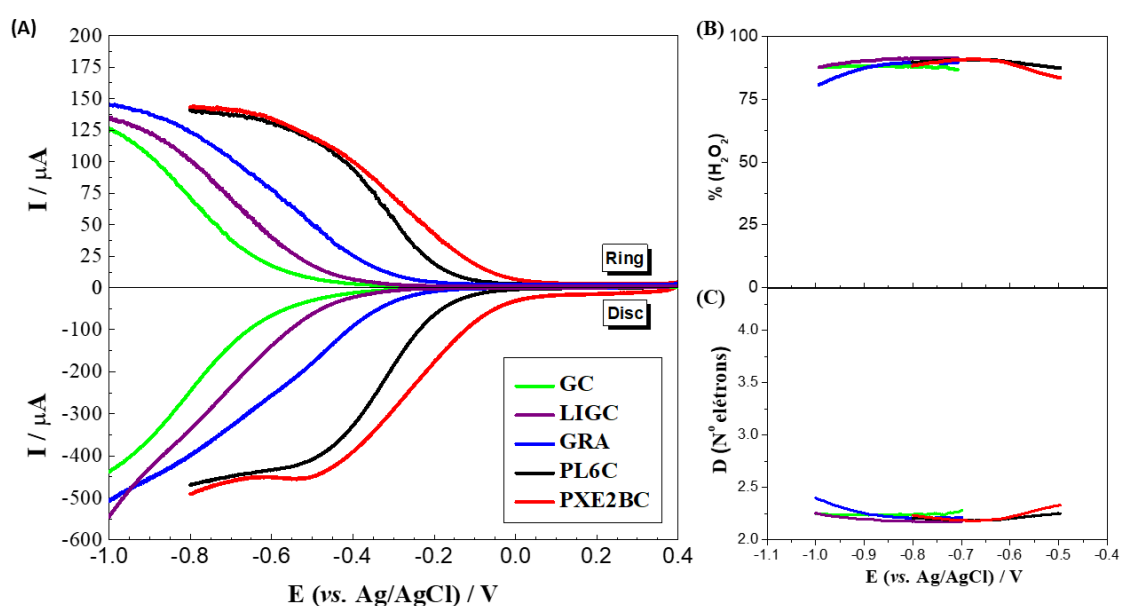 (A)
200
175
150
125
100
75
50
25
0
-100
-200
-300
-400
-500
-600
I / μA
I / μA
Ring
Disc
GC
LIGC
GRA
PL6C
PXE2BC
-1.0
-0.8
-0.6
-0.4
-0.2
0.0
0.2
0.4
E (vs. Ag/AgCl) / V
(B)
100
75
50
25
0
% (H₂O₂)
(C)
4.0
3.5
3.0
2.5
2.0
D (Nº elétrons)
-1.1
-1.0
-0.9
-0.8
-0.7
-0.6
-0.5
-0.4
E (vs. Ag/AgCl) / V